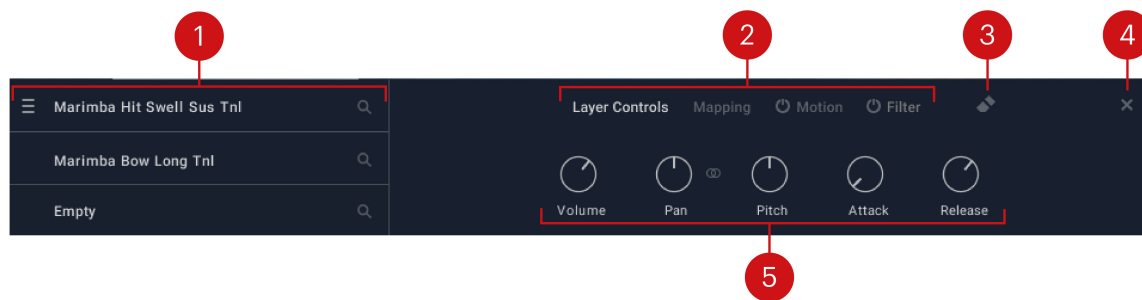 1
2
3
4
Marimba Hit Swell Sus Tnl
Layer Controls Mapping Motion Filter
Marimba Bow Long Tnl
Empty
Volume Pan Pitch Attack Release
5